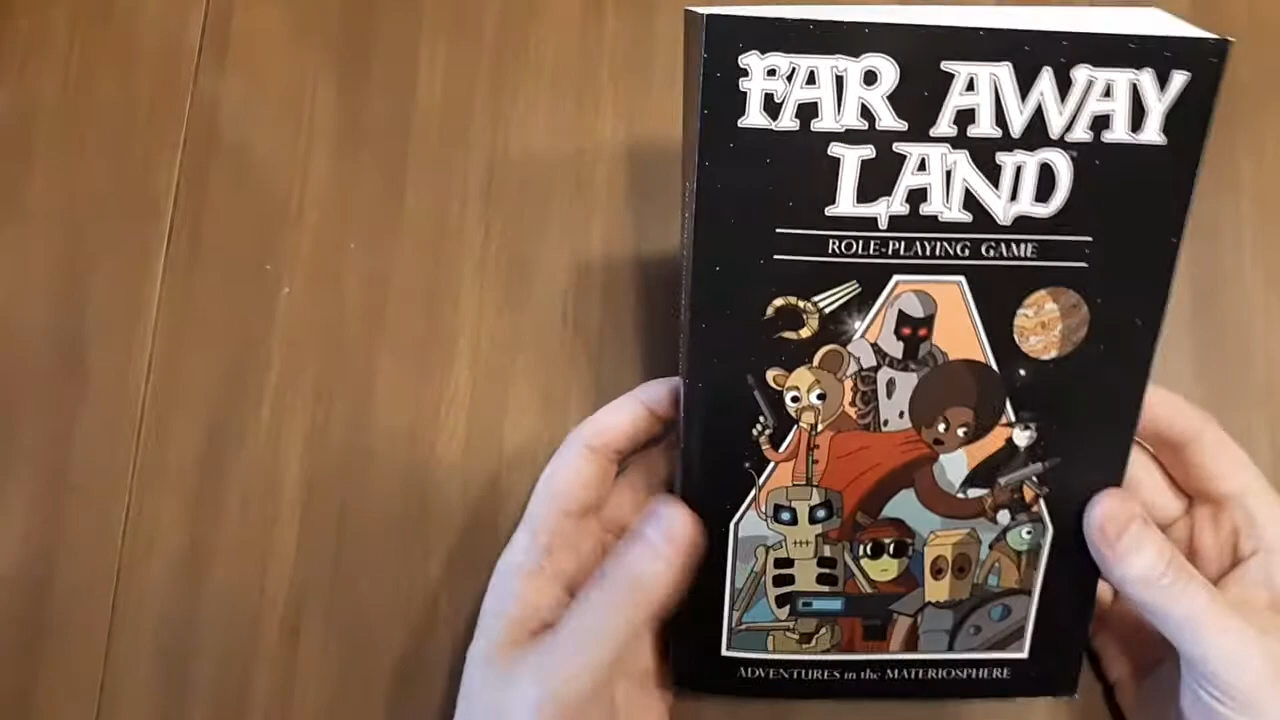 FAR AWAY
LAND
ROLE-PLAYING GAME
ADVENTURES in the MATERIOSPHERE